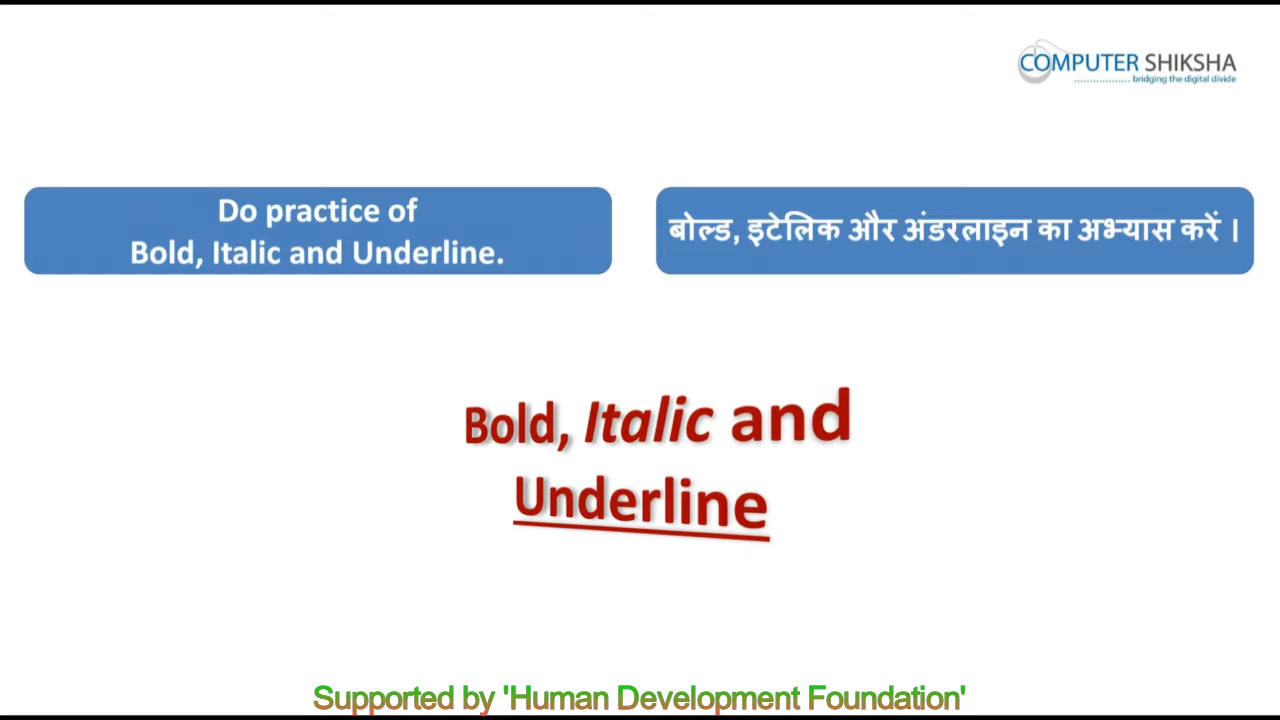 COMPUTER SHIKSHA
.................. bridging the digital divide
Do practice of
Bold, Italic and Underline.
बोल्ड, इटेलिक और अंडरलाइन का अभ्यास करें ।
Bold, Italic and
Underline
Supported by 'Human Development Foundation'